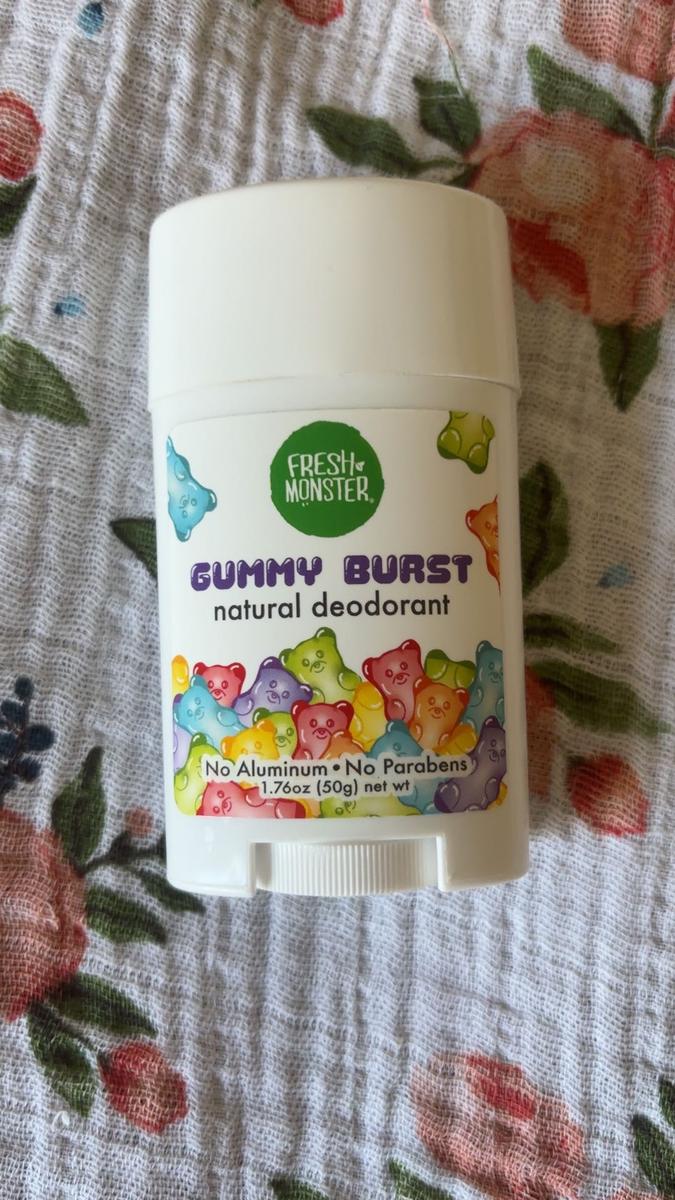 FRESH
MONSTER®
GUMMY BURST
natural deodorant
No Aluminum • No Parabens
1.76oz (50g) net wt